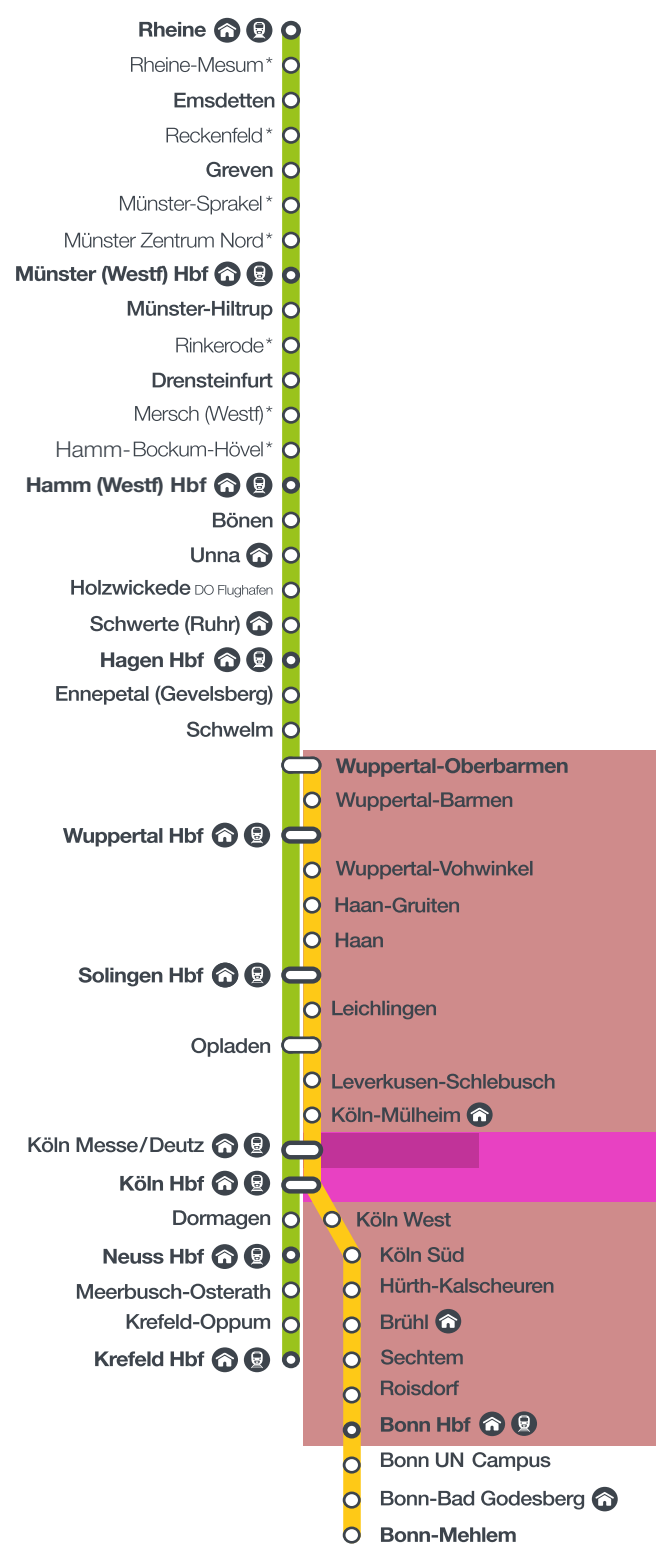 Rheine
Rheine-Mesum*
Emsdetten
Reckenfeld*
Greven
Münster-Sprakel*
Münster Zentrum Nord*
Münster (Westf) Hbf
Münster-Hiltrup
Rinkerode*
Drensteinfurt
Mersch (Westf)*
Hamm-Bockum-Hövel*
Hamm (Westf) Hbf
Bönen
Unna
Holzwickede DO Flughafen
Schwerte (Ruhr)
Hagen Hbf
Ennepetal (Gevelsberg)
Schwelm
Wuppertal-Oberbarmen
Wuppertal-Barmen
Wuppertal Hbf
Wuppertal-Vohwinkel
Haan-Gruiten
Haan
Solingen Hbf
Leichlingen
Opladen
Leverkusen-Schlebusch
Köln-Mülheim
Köln Messe/Deutz
Köln Hbf
Dormagen
Köln West
Neuss Hbf
Köln Süd
Meerbusch-Osterath
Hürth-Kalscheuren
Krefeld-Oppum
Brühl
Krefeld Hbf
Sechtem
Roisdorf
Bonn Hbf
Bonn UN Campus
Bonn-Bad Godesberg
Bonn-Mehlem